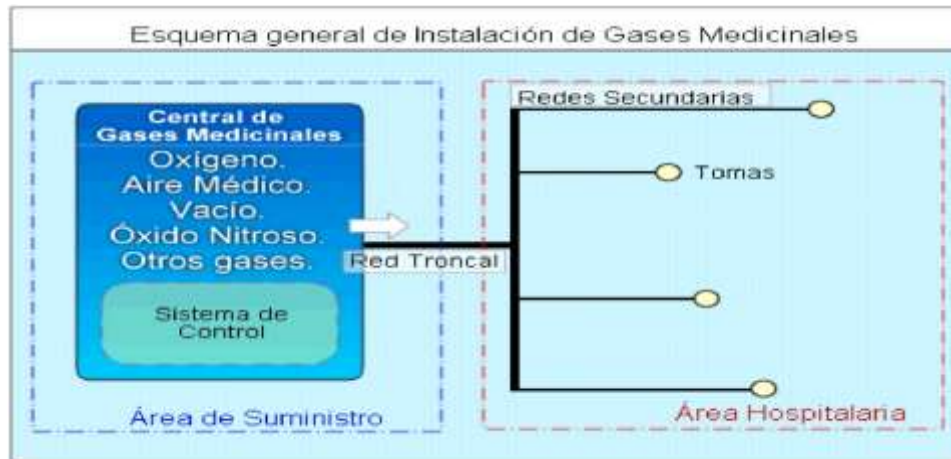 Esquema general de Instalación de Gases Medicinales
Central de
Gases Medicinales
Oxígeno.
Aire Médico.
Vacío.
Óxido Nitroso.
Otros gases.
Sistema de
Control
Área de Suministro
Red Troncal
Redes Secundarias
Tomas
Área Hospitalaria